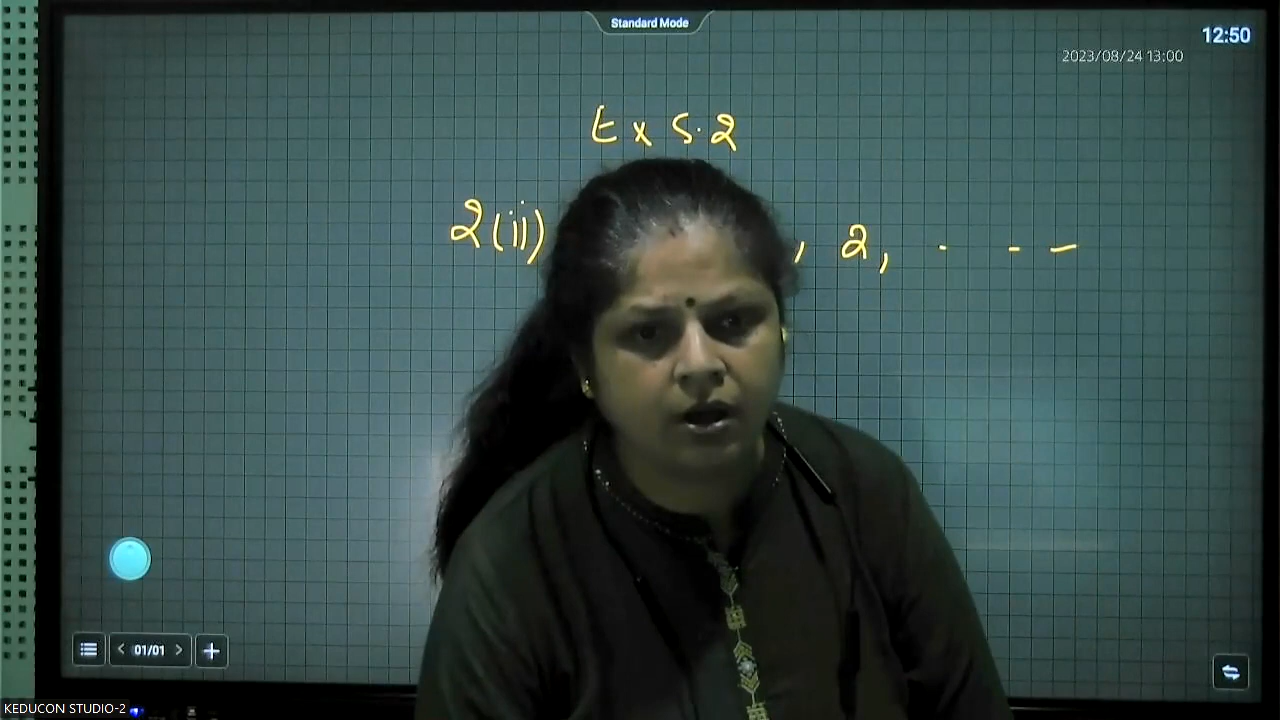 Standard Mode
12:50
2023/08/24 13:00
Ex 5.2
2(ii) , 2, . - -
01/01
KEDUCON STUDIO-2